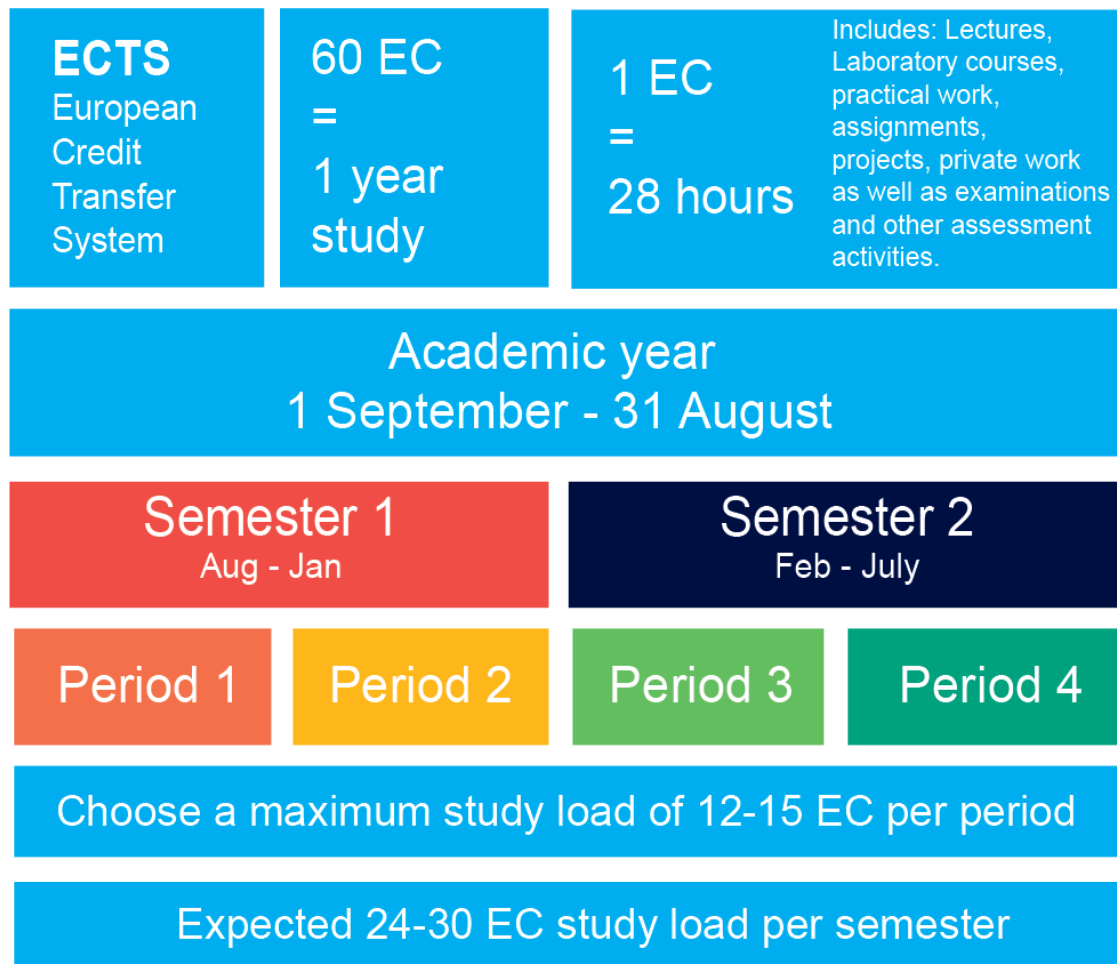 ECTS
European
Credit
Transfer
System
60 EC
=
1 year
study
1 EC
=
28 hours
Includes: Lectures,
Laboratory courses,
practical work,
assignments,
projects, private work
as well as examinations
and other assessment
activities.
Academic year
1 September - 31 August
Semester 1
Aug - Jan
Semester 2
Feb - July
Period 1
Period 2
Period 3
Period 4
Choose a maximum study load of 12-15 EC per period
Expected 24-30 EC study load per semester